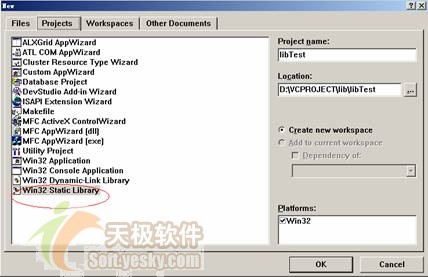 New
Files
Projects
Workspaces
Other Documents
ALXGrid AppWizard
ATL COM AppWizard
Cluster Resource Type Wizard
Custom AppWizard
Database Project
DevStudio Add-in Wizard
ISAPI Extension Wizard
Makefile
MFC ActiveX ControlWizard
MFC AppWizard (dll)
MFC AppWizard (exe)
Utility Project
Win32 Application
Win32 Console Application
Win32 Dynamic-Link Library
Win32 Static Library
Project name:
libTest
Location:
D:\VCPROJECT\lib\libTest
...
Create new workspace
Add to current workspace
Dependency of:
Platforms:
Win32
天极软件
Soft.yesky.com
OK
Cancel